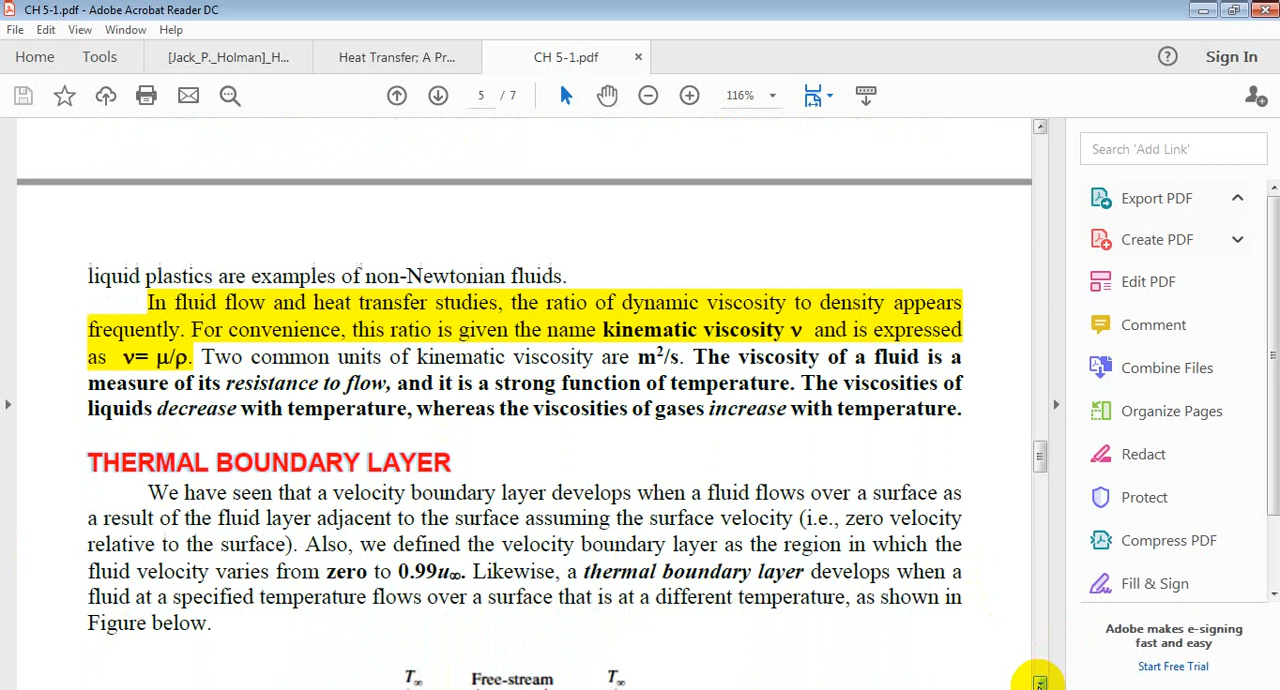 CH 5-1.pdf - Adobe Acrobat Reader DC
File Edit View Window Help
Home Tools [Jack_P._Holman]_H... Heat Transfer; A Pr... CH 5-1.pdf × ? Sign In
5 / 7 116%
liquid plastics are examples of non-Newtonian fluids.
In fluid flow and heat transfer studies, the ratio of dynamic viscosity to density appears
frequently. For convenience, this ratio is given the name kinematic viscosity ν and is expressed
as ν= μ/ρ. Two common units of kinematic viscosity are m²/s. The viscosity of a fluid is a
measure of its resistance to flow, and it is a strong function of temperature. The viscosities of
liquids decrease with temperature, whereas the viscosities of gases increase with temperature.
THERMAL BOUNDARY LAYER
We have seen that a velocity boundary layer develops when a fluid flows over a surface as
a result of the fluid layer adjacent to the surface assuming the surface velocity (i.e., zero velocity
relative to the surface). Also, we defined the velocity boundary layer as the region in which the
fluid velocity varies from zero to 0.99u∞. Likewise, a thermal boundary layer develops when a
fluid at a specified temperature flows over a surface that is at a different temperature, as shown in
Figure below.
T∞ Free-stream T∞
Search 'Add Link'
Export PDF
Create PDF
Edit PDF
Comment
Combine Files
Organize Pages
Redact
Protect
Compress PDF
Fill & Sign
Adobe makes e-signing
fast and easy
Start Free Trial